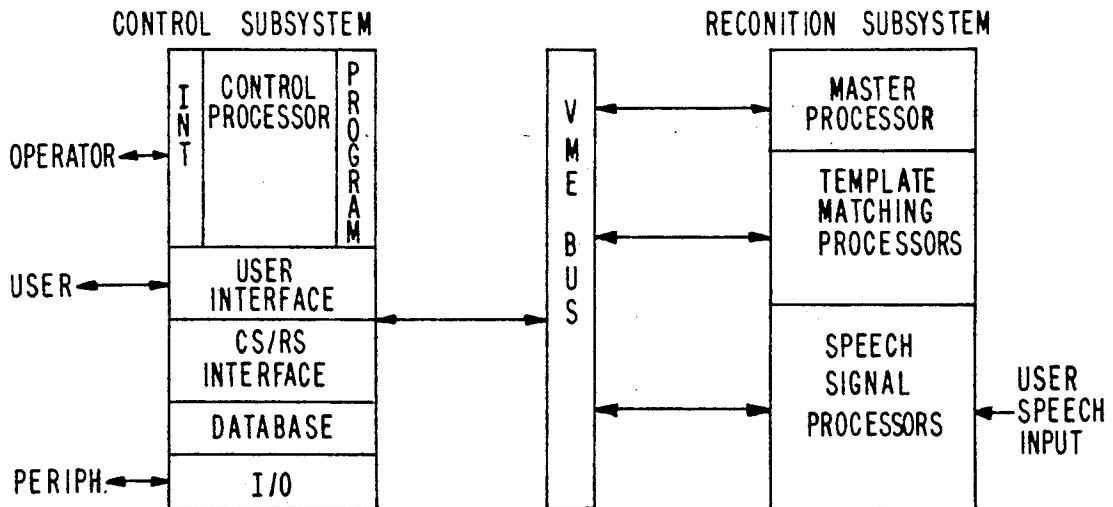 CONTROL SUBSYSTEM
RECONITION SUBSYSTEM
INT
CONTROL
PROCESSOR
PROGRAM
OPERATOR
USER
USER
INTERFACE
CS/RS
INTERFACE
DATABASE
PERIPH.
I/O
VME BUS
MASTER
PROCESSOR
TEMPLATE
MATCHING
PROCESSORS
SPEECH
SIGNAL
PROCESSORS
USER
SPEECH
INPUT